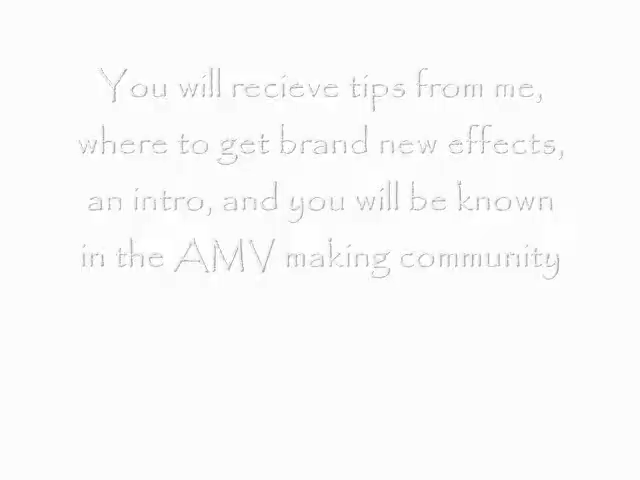 You will recieve tips from me,
where to get brand new effects,
an intro, and you will be known
in the AMV making community